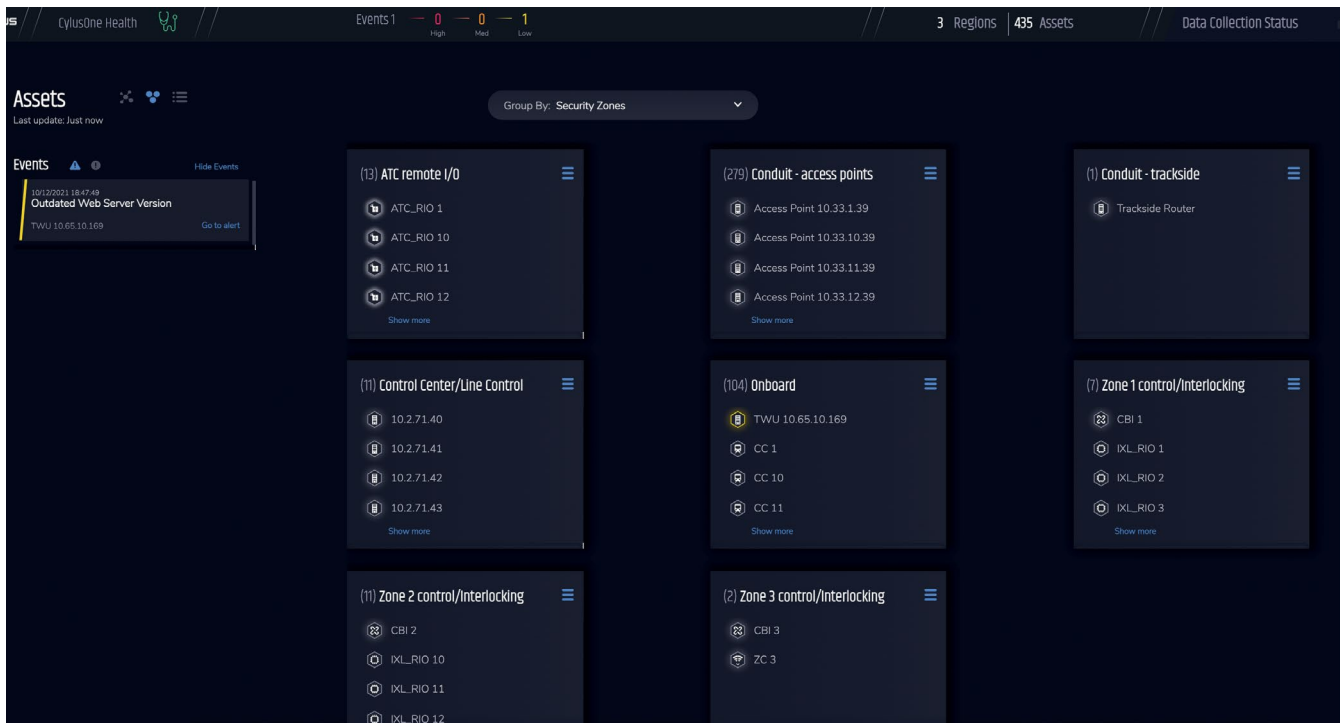 us CylusOne Health Events 1 0 High 0 Med 1 Low 3 Regions 435 Assets Data Collection Status
Assets
Last update: Just now
Group By: Security Zones
Events Hide Events
10/12/2021 18:47:49
Outdated Web Server Version
TWU 10.65.10.169 Go to alert
(13) ATC remote I/O
ATC_RIO 1
ATC_RIO 10
ATC_RIO 11
ATC_RIO 12
Show more
(279) Conduit - access points
Access Point 10.33.1.39
Access Point 10.33.10.39
Access Point 10.33.11.39
Access Point 10.33.12.39
Show more
(1) Conduit - trackside
Trackside Router
(11) Control Center/Line Control
10.2.71.40
10.2.71.41
10.2.71.42
10.2.71.43
Show more
(104) Onboard
TWU 10.65.10.169
CC 1
CC 10
CC 11
Show more
(7) Zone 1 control/Interlocking
CBI 1
IXL_RIO 1
IXL_RIO 2
IXL_RIO 3
Show more
(11) Zone 2 control/Interlocking
CBI 2
IXL_RIO 10
IXL_RIO 11
IXL_RIO 12
(2) Zone 3 control/Interlocking
CBI 3
ZC 3